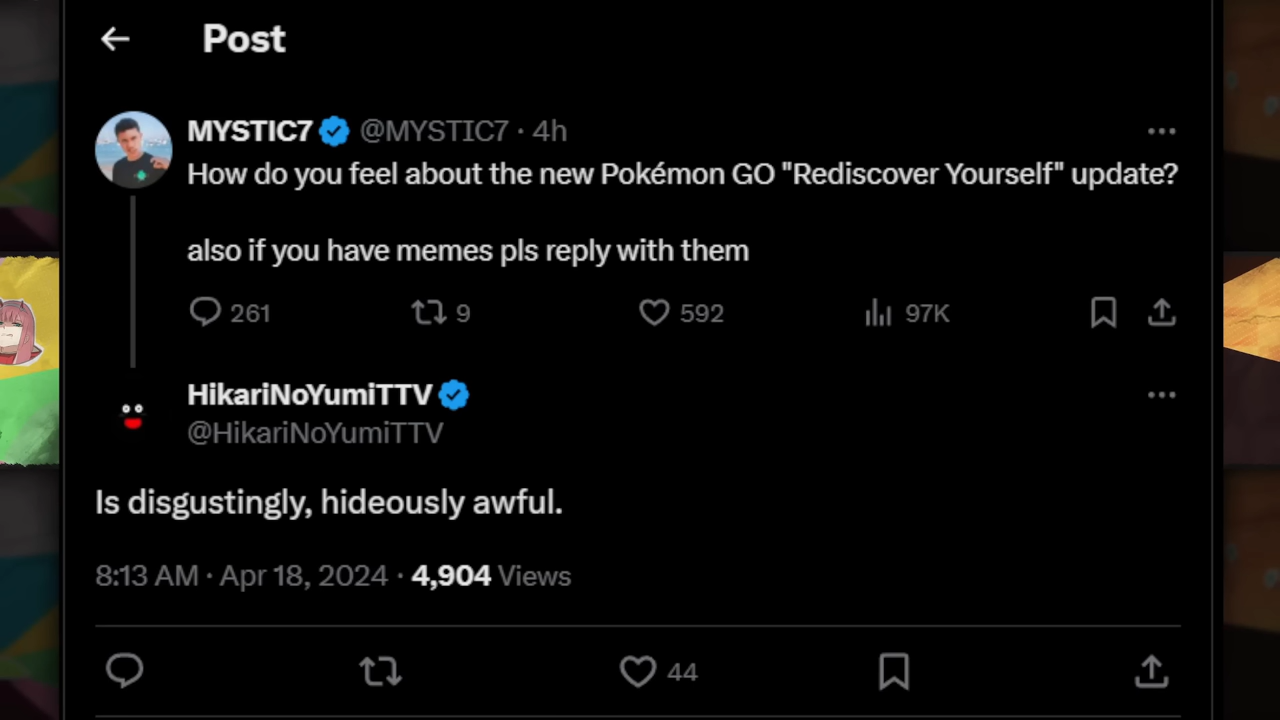 Post
MYSTIC7 @MYSTIC7 · 4h
How do you feel about the new Pokémon GO "Rediscover Yourself" update?
also if you have memes pls reply with them
261 9 592 97K
HikariNoYumiTTV
@HikariNoYumiTTV
Is disgustingly, hideously awful.
8:13 AM · Apr 18, 2024 · 4,904 Views
44